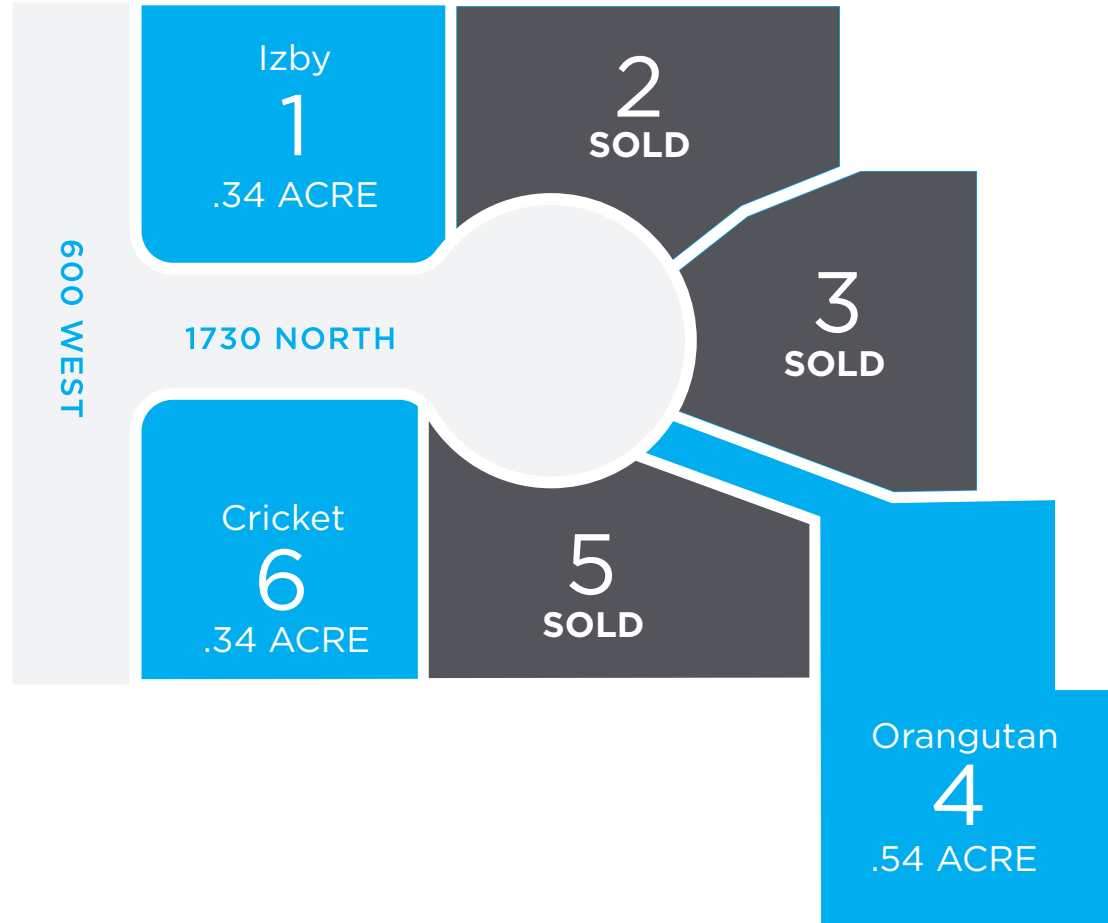 Izby
1
.34 ACRE
2
SOLD
3
SOLD
600 WEST
1730 NORTH
Cricket
6
.34 ACRE
5
SOLD
Orangutan
4
.54 ACRE